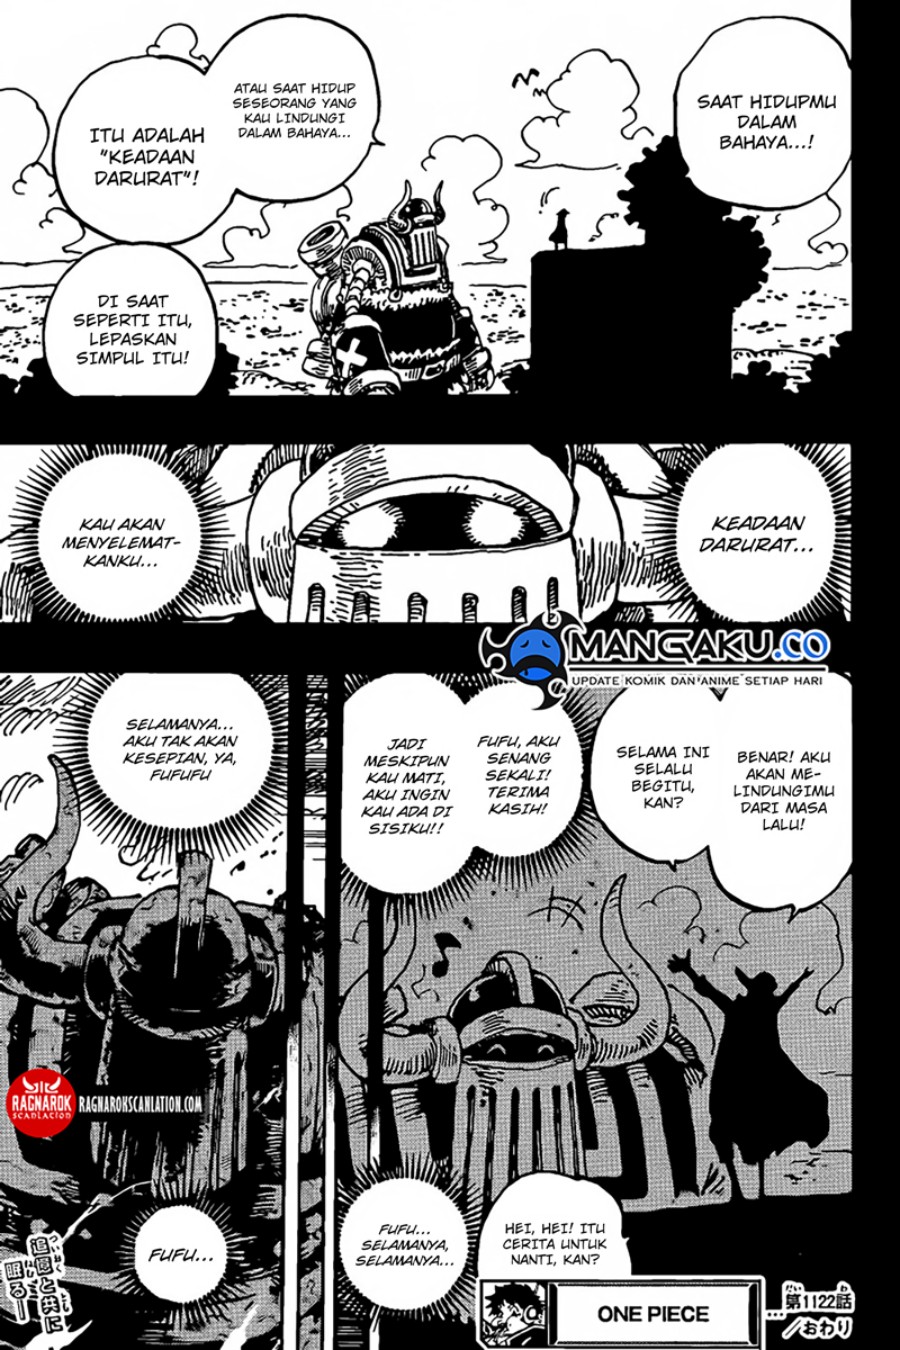 SAAT HIDUPMU
DALAM
BAHAYA...!
ATAU SAAT HIDUP
SESEORANG YANG
KAU LINDUNGI
DALAM BAHAYA...
ITU ADALAH
"KEADAAN
DARURAT"!
DI SAAT
SEPERTI ITU,
LEPASKAN
SIMPUL ITU!
KEADAAN
DARURAT...
KAU AKAN
MENYELEMAT-
KANKU...
MANGAKU.CO
UPDATE KOMIK DAN ANIME SETIAP HARI
BENAR! AKU
AKAN ME-
LINDUNGIMU
DARI MASA
LALU!
SELAMA INI
SELALU
BEGITU,
KAN?
FUFU, AKU
SENANG
SEKALI!
TERIMA
KASIH!
JADI
MESKIPUN
KAU MATI,
AKU INGIN
KAU ADA DI
SISIKU!!
HEI, HEI! ITU
CERITA UNTUK
NANTI, KAN?
FUFU...
SELAMANYA,
SELAMANYA...
SELAMANYA...
AKU TAK AKAN
KESEPIAN, YA,
FUFUFU
FUFU...
RAGNAROK
SCANLATION
RAGNAROKSCANLATION.COM
追憶と共に
眠る——
ONE PIECE
...第1122話
／おわり